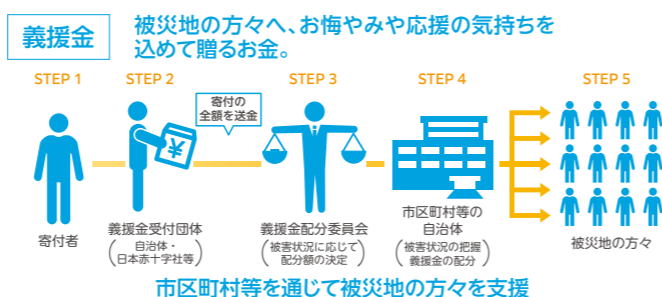 義援金
被災地の方々へ、お悔やみや応援の気持ちを
込めて贈るお金。
STEP 1
STEP 2
STEP 3
STEP 4
STEP 5
寄付の
全額を送金
¥
寄付者
義援金受付団体
(自治体・
日本赤十字社等)
義援金配分委員会
(被害状況に応じて
配分額の決定)
市区町村等の
自治体
(被害状況の把握
義援金の配分)
被災地の方々
市区町村等を通じて被災地の方々を支援